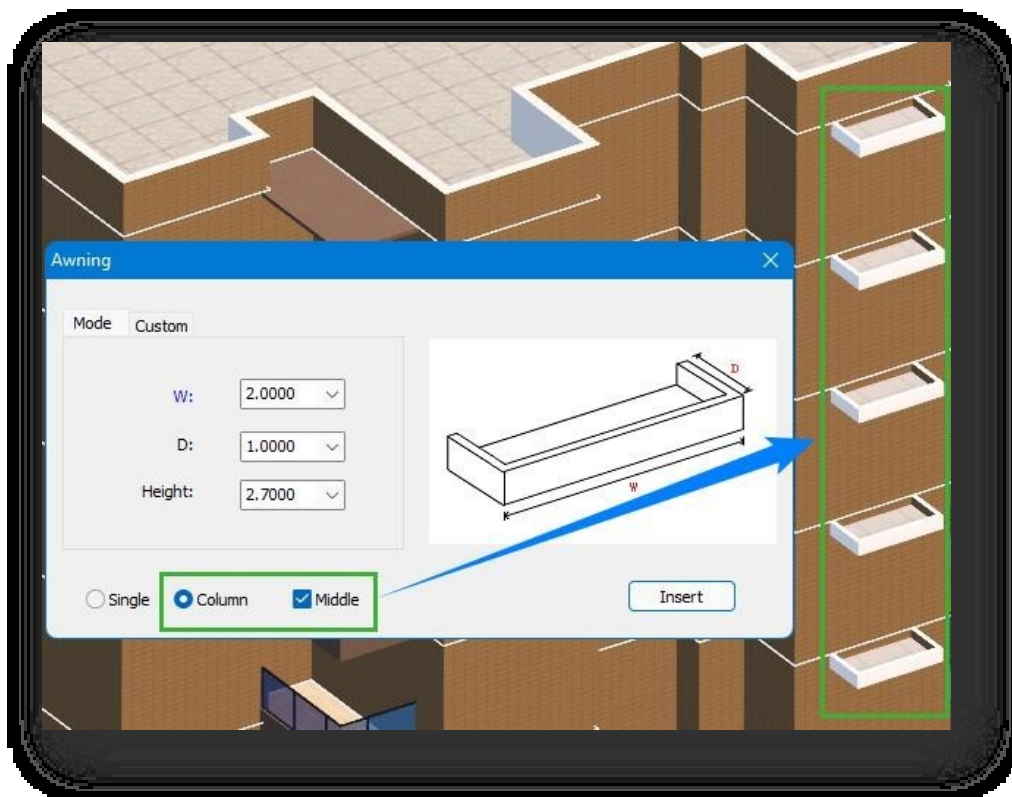 Awning
Mode Custom
W: 2.0000
D: 1.0000
Height: 2.7000
D
W
Single Column Middle
Insert